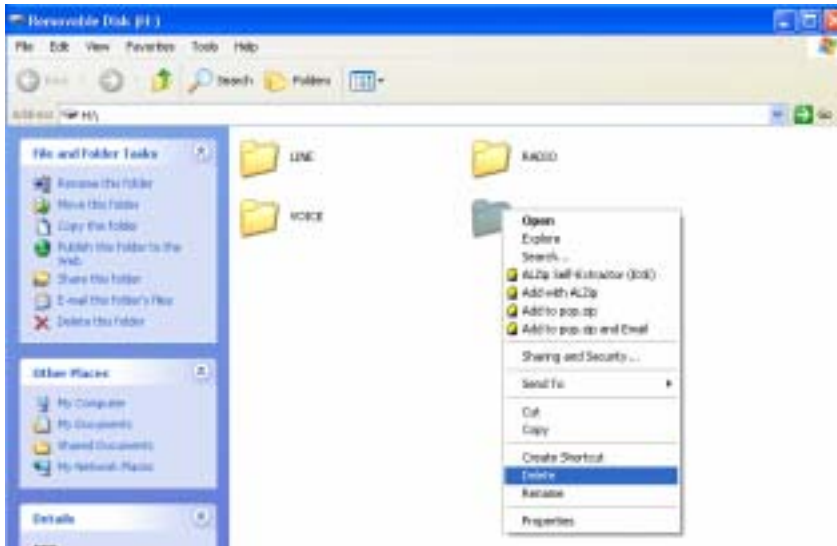 Removable Disk (H:)
File Edit View Favorites Tools Help
Back Search Folders
Address H:\ Go
File and Folder Tasks
Rename this folder
Move this folder
Copy this folder
Publish this folder to the
Web
Share this folder
E-mail this folder's files
Delete this folder
Other Places
My Computer
My Documents
Shared Documents
My Network Places
Details
LINE
RADIO
VOICE
Open
Explore
Search...
ALZip Self-Extractor (EXE)
Add with ALZip
Add to pop.zip
Add to pop.zip and Email
Sharing and Security...
Send To
Cut
Copy
Create Shortcut
Delete
Rename
Properties